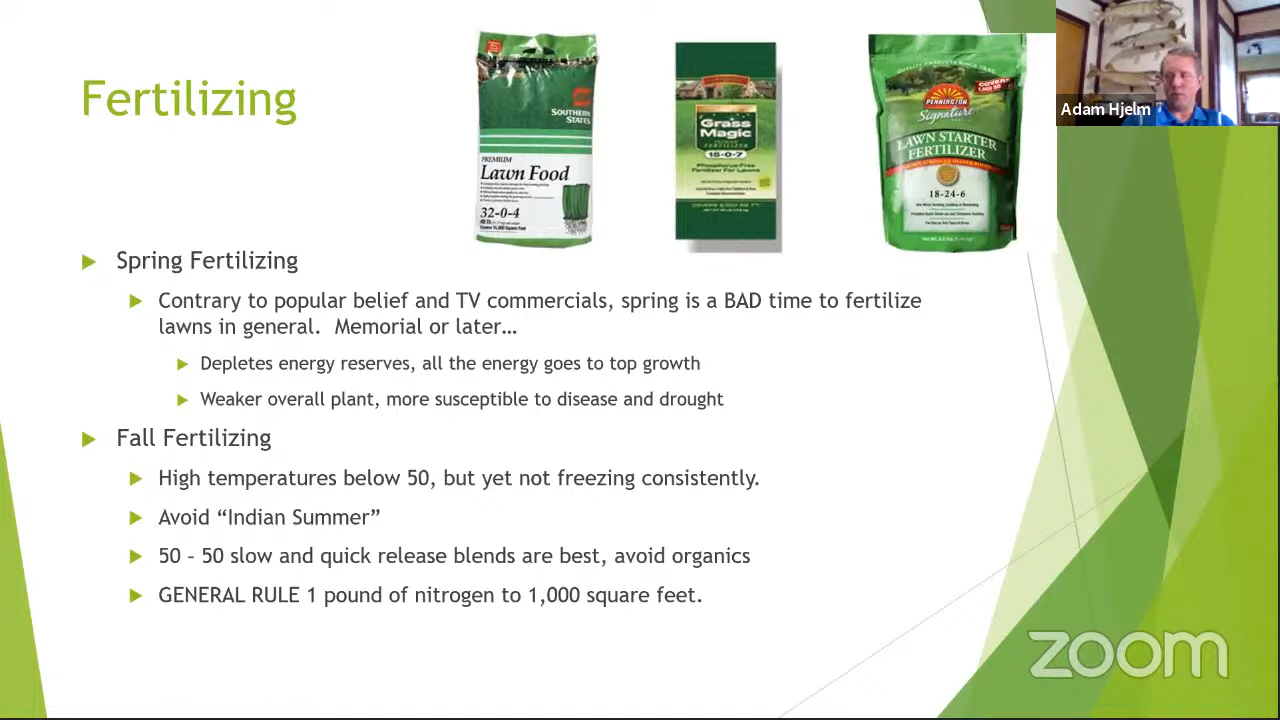 Fertilizing
SOUTHERN
STATES
PREMIUM
Lawn Food
32-0-4
Grass
Magic
15-0-7
Phosphorus-Free
Fertilizer For Lawns
QUALITY PRODUCTS SINCE 1945
COVERS
PENNINGTON
Signature
LAWN STARTER
FERTILIZER
18-24-6
Adam Hjelm
Spring Fertilizing
Contrary to popular belief and TV commercials, spring is a BAD time to fertilize
lawns in general. Memorial or later…
Depletes energy reserves, all the energy goes to top growth
Weaker overall plant, more susceptible to disease and drought
Fall Fertilizing
High temperatures below 50, but yet not freezing consistently.
Avoid “Indian Summer”
50 – 50 slow and quick release blends are best, avoid organics
GENERAL RULE 1 pound of nitrogen to 1,000 square feet.
zoom